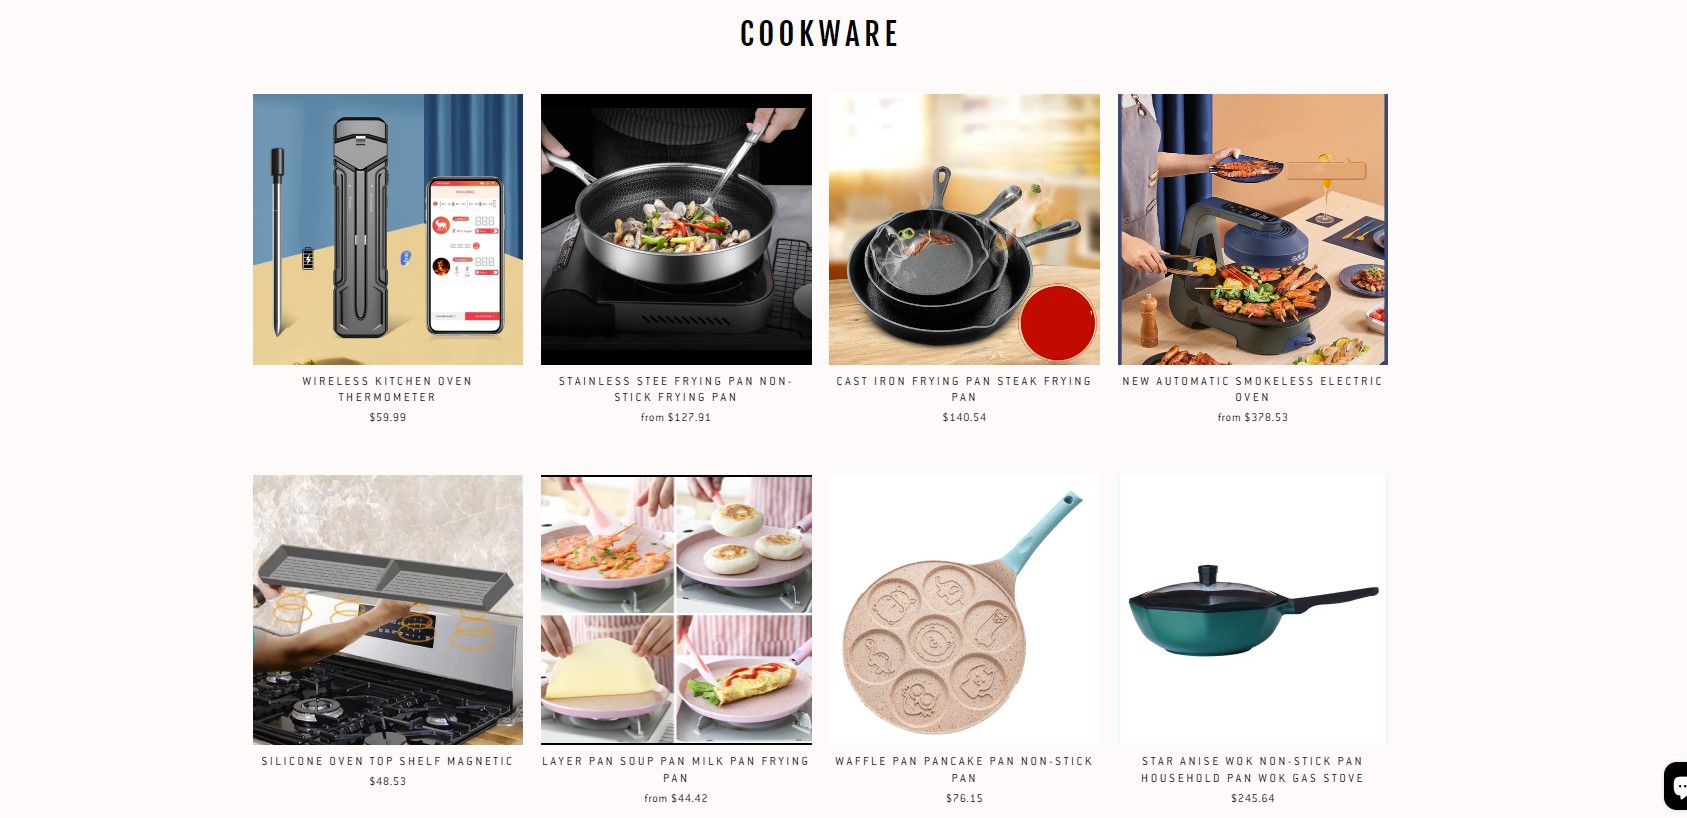 COOKWARE
WIRELESS KITCHEN OVEN
THERMOMETER
$59.99
STAINLESS STEE FRYING PAN NON-
STICK FRYING PAN
from $127.91
CAST IRON FRYING PAN STEAK FRYING
PAN
$140.54
NEW AUTOMATIC SMOKELESS ELECTRIC
OVEN
from $378.53
SILICONE OVEN TOP SHELF MAGNETIC
$48.53
LAYER PAN SOUP PAN MILK PAN FRYING
PAN
from $44.42
WAFFLE PAN PANCAKE PAN NON-STICK
PAN
$76.15
STAR ANISE WOK NON-STICK PAN
HOUSEHOLD PAN WOK GAS STOVE
$245.64